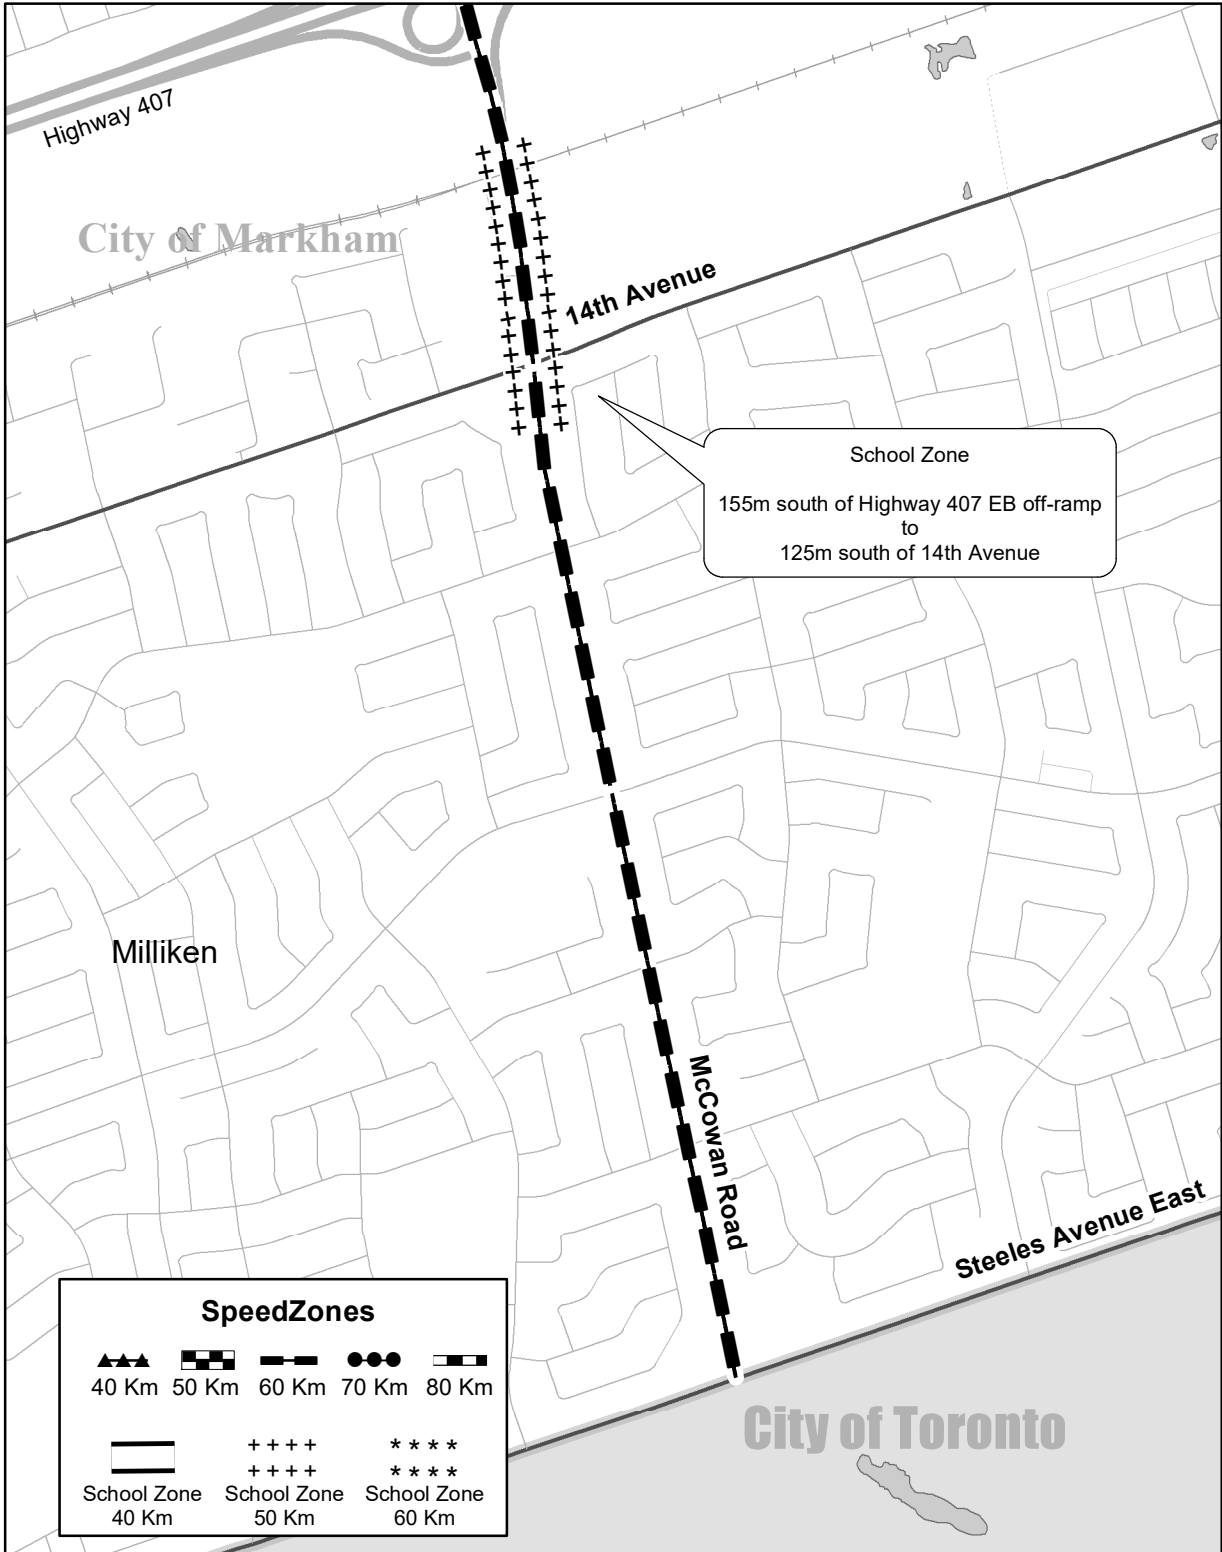 Highway 407
City of Markham
14th Avenue
School Zone
155m south of Highway 407 EB off-ramp
to
125m south of 14th Avenue
Milliken
McCowan Road
Steeles Avenue East
City of Toronto
SpeedZones
40 Km 50 Km 60 Km 70 Km 80 Km
School Zone School Zone School Zone
40 Km 50 Km 60 Km